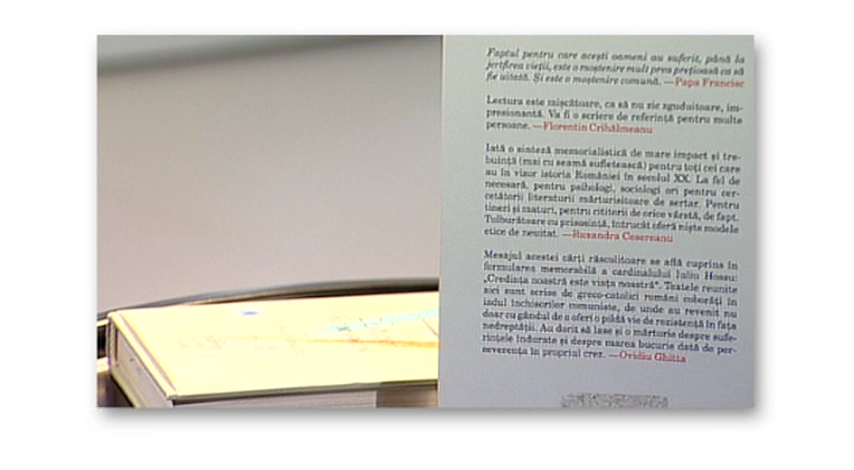 Faptul pentru care acești oameni au suferit, până la
jertfirea vieții, este o moștenire mult prea prețioasă ca să
fie uitată. Și este o moștenire comună. —Papa Francisc
Lectura este mișcătoare, ca să nu zic zguduitoare, im-
presionantă. Va fi o scriere de referință pentru multe
persoane. —Florentin Crihălmeanu
Iată o sinteză memorialistică de mare impact și tre-
buință (mai cu seamă sufletească) pentru toți cei care
au în vizor istoria României în secolul XX. La fel de
necesară, pentru psihologi, sociologi ori pentru cer-
cetătorii literaturii mărturisitoare de sertar. Pentru
tineri și maturi, pentru cititorii de orice vârstă, de fapt.
Tulburătoare cu prisosință, întrucât oferă niște modele
etice de neuitat. —Ruxandra Cesereanu
Mesajul acestei cărți răscolitoare se află cuprins în
formularea memorabilă a cardinalului Iuliu Hossu:
„Credința noastră este viața noastră". Textele reunite
aici sunt scrise de greco-catolici români coborâți în
iadul închisorilor comuniste, de unde au revenit nu
doar cu gândul de a oferi o pildă vie de rezistență în fața
nedreptății. Au dorit să lase și o mărturie despre sufe-
rințele îndurate și despre marea bucurie dată de per-
severența în propriul crez. —Ovidiu Ghitta